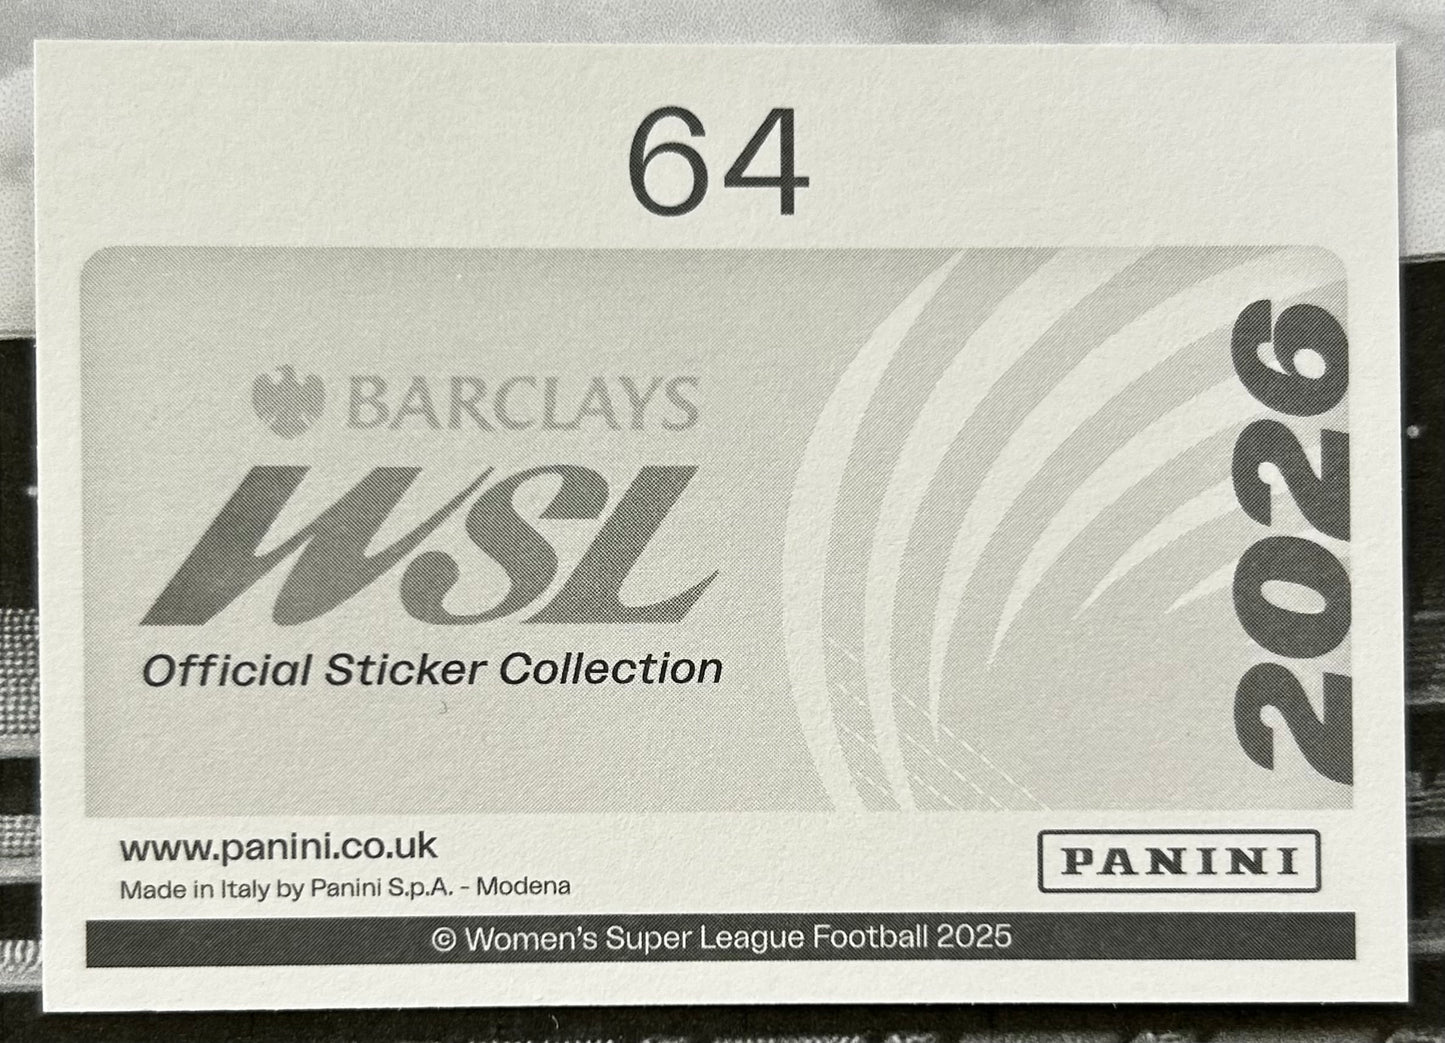 64
BARCLAYS
WSL
Official Sticker Collection
2026
www.panini.co.uk
Made in Italy by Panini S.p.A. - Modena
PANINI
© Women's Super League Football 2025